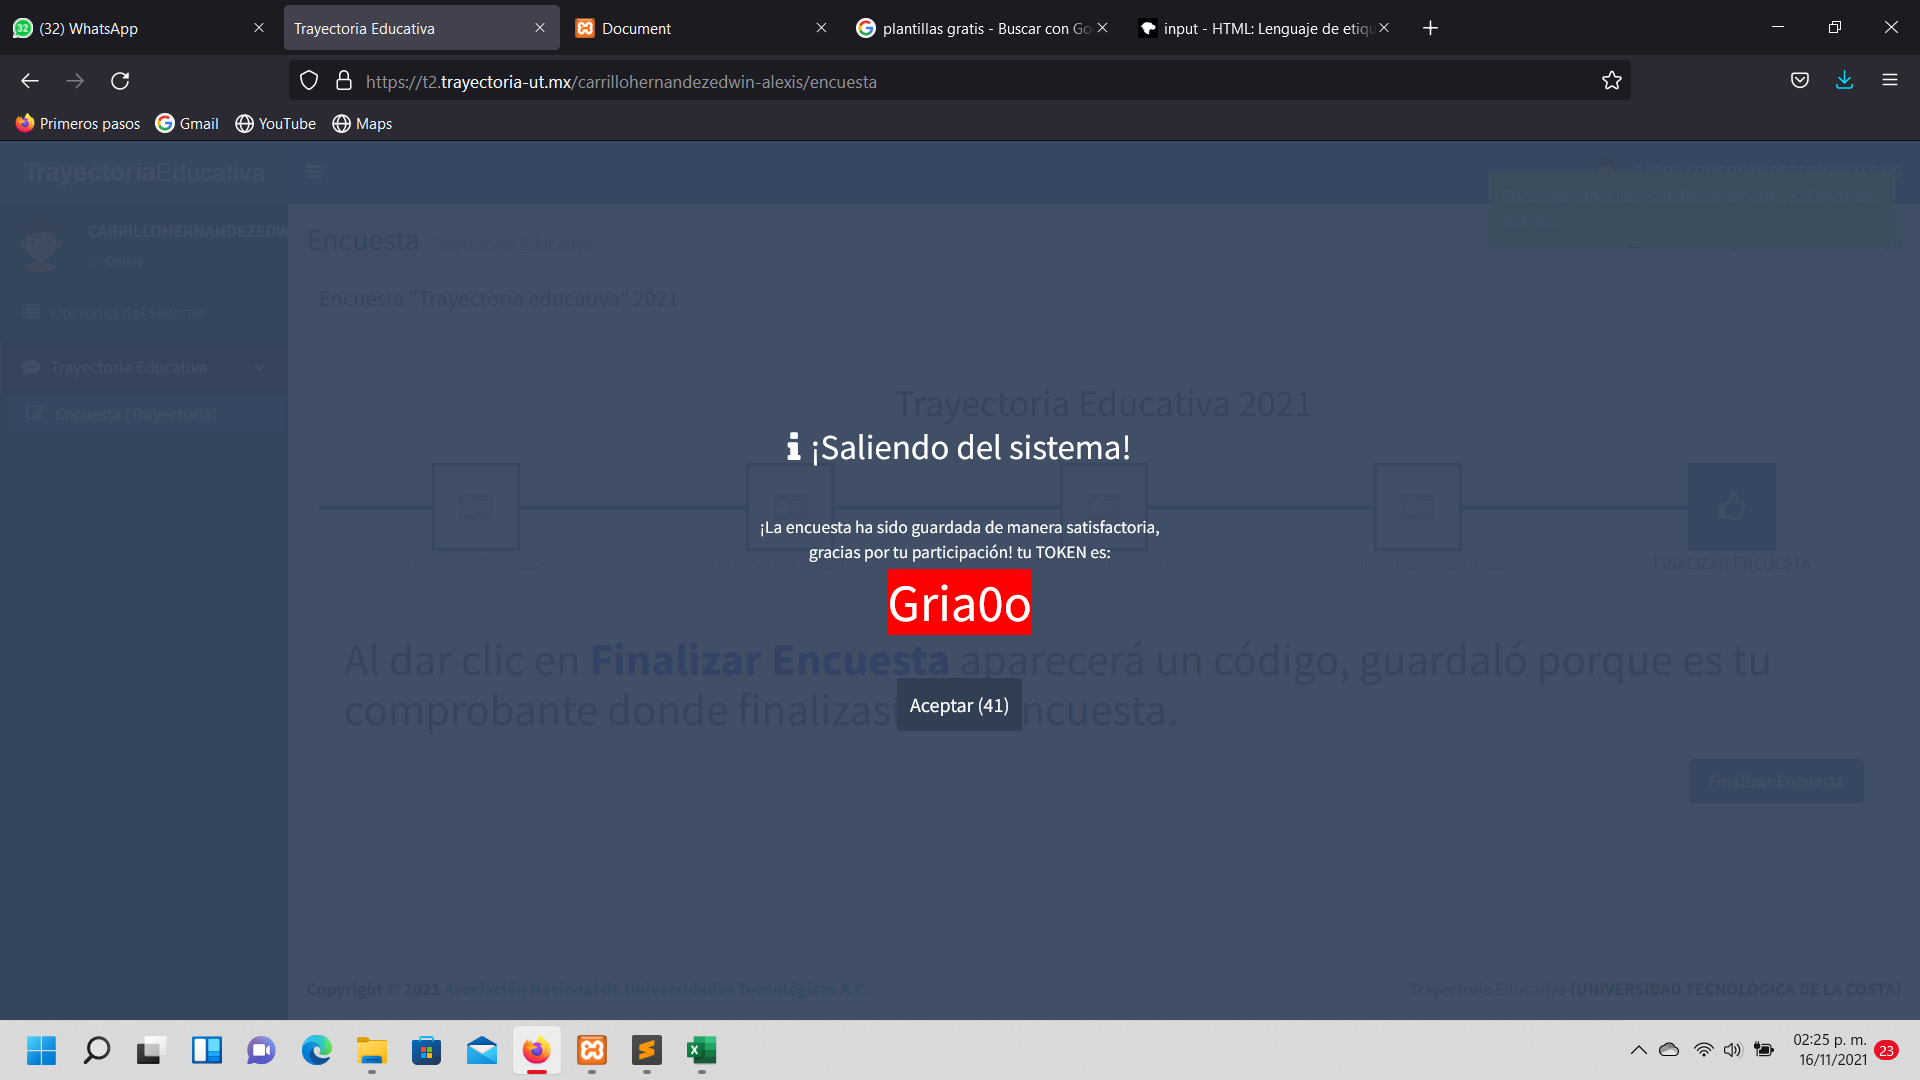 (32) WhatsApp
Trayectoria Educativa
Document
plantillas gratis - Buscar con Go
input - HTML: Lenguaje de etiqu
https://t2.trayectoria-ut.mx/carrillohernandezedwin-alexis/encuesta
Primeros pasos
Gmail
YouTube
Maps
TrayectoriaEducativa
CARRILLOHERNANDEZEDWIN-ALEXIS
CARRILLOHERNANDEZEDW
Online
Encuesta Trayectoria Educativa
Encuesta "Trayectoria educativa" 2021
Opciones del sistema
Trayectoria Educativa
Encuesta (Trayectoria)
Trayectoria Educativa 2021
¡Saliendo del sistema!
¡La encuesta ha sido guardada de manera satisfactoria,
gracias por tu participación! tu TOKEN es:
FINALIZAR ENCUESTA
Gria0o
Al dar clic en Finalizar Encuesta aparecerá un código, guardaló porque es tu
comprobante donde finalizast ncuesta.
Aceptar (41)
Finalizar Encuesta
Copyright © 2021 Asociación Nacional de Universidades Tecnológicas A.C.
Trayectoria Educativa (UNIVERSIDAD TECNOLÓGICA DE LA COSTA)
02:25 p. m.
16/11/2021
23